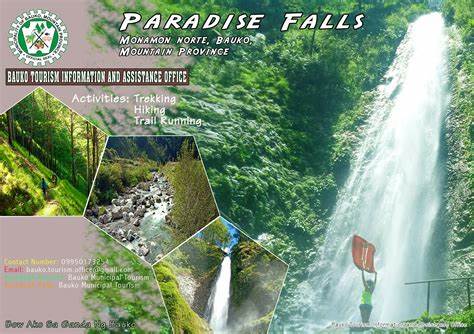 PARADISE FALLS
MONAMON NORTE, BAUKO,
MOUNTAIN PROVINCE
BAUKO TOURISM INFORMATION AND ASSISTANCE OFFICE
Activities: Trekking
Hiking
Trail Running
Contact Number: 09950173254
Email: bauko.tourism.office@gmail.com
Bauko Municipal Tourism
Bauko Municipal Tourism
Bow Ako Sa Ganda Ng Bauko